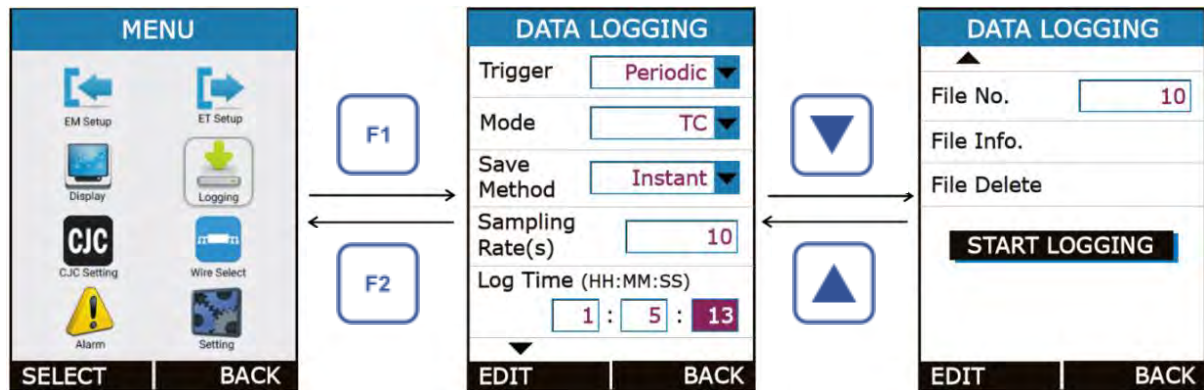 MENU
EM Setup
ET Setup
Display
Logging
CJC
CJC Setting
Wire Select
Alarm
Setting
SELECT BACK
F1
F2
DATA LOGGING
Trigger Periodic
Mode TC
Save
Method Instant
Sampling
Rate(s) 10
Log Time (HH:MM:SS)
1 : 5 : 13
EDIT BACK
DATA LOGGING
File No. 10
File Info.
File Delete
START LOGGING
EDIT BACK